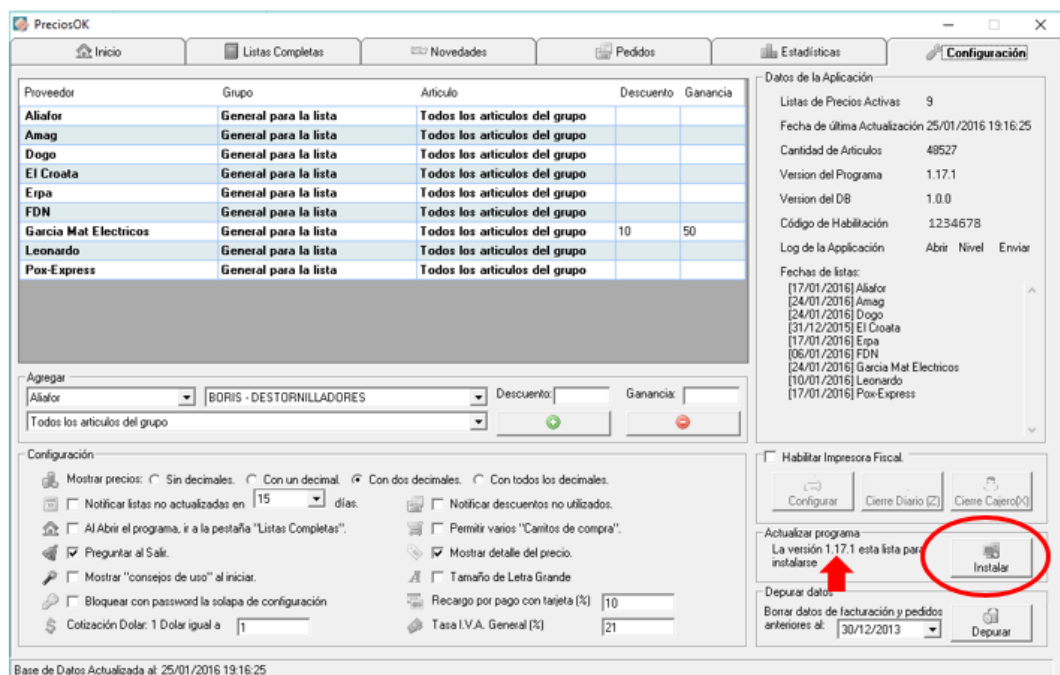 PreciosOK
Inicio Listas Completas Novedades Pedidos Estadísticas Configuración
Proveedor Grupo Articulo Descuento Ganancia
Aliafor General para la lista Todos los articulos del grupo
Amag General para la lista Todos los articulos del grupo
Dogo General para la lista Todos los articulos del grupo
El Croata General para la lista Todos los articulos del grupo
Erpa General para la lista Todos los articulos del grupo
FDN General para la lista Todos los articulos del grupo
Garcia Mat Electricos General para la lista Todos los articulos del grupo 10 50
Leonardo General para la lista Todos los articulos del grupo
Pox-Express General para la lista Todos los articulos del grupo
Agregar
Aliafor BORIS - DESTORNILLADORES Descuento: Ganancia:
Todos los articulos del grupo
Configuración
Mostrar precios: Sin decimales. Con un decimal. Con dos decimales. Con todos los decimales.
Notificar listas no actualizadas en 15 días. Notificar descuentos no utilizados.
Al Abrir el programa, ir a la pestaña "Listas Completas". Permitir varios "Carritos de compra".
Preguntar al Salir. Mostrar detalle del precio.
Mostrar "consejos de uso" al iniciar. Tamaño de Letra Grande
Bloquear con password la solapa de configuración Recargo por pago con tarjeta (%) 10
Cotización Dolar: 1 Dolar igual a 1 Tasa I.V.A. General (%) 21
Datos de la Aplicación
Listas de Precios Activas 9
Fecha de última Actualización 25/01/2016 19:16:25
Cantidad de Articulos 48527
Version del Programa 1.17.1
Version del DB 1.0.0
Código de Habilitación 1234678
Log de la Applicación Abrir Nivel Enviar
Fechas de listas:
[17/01/2016] Aliafor
[24/01/2016] Amag
[24/01/2016] Dogo
[31/12/2015] El Croata
[17/01/2016] Erpa
[06/01/2016] FDN
[24/01/2016] Garcia Mat Electricos
[10/01/2016] Leonardo
[17/01/2016] Pox-Express
Habilitar Impresora Fiscal.
Configurar Cierre Diario (Z) Cierre Cajero(X)
Actualizar programa
La versión 1.17.1 esta lista para
instalarse
Instalar
Depurar datos
Borrar datos de facturación y pedidos
anteriores al: 30/12/2013
Depurar
Base de Datos Actualizada al: 25/01/2016 19:16:25